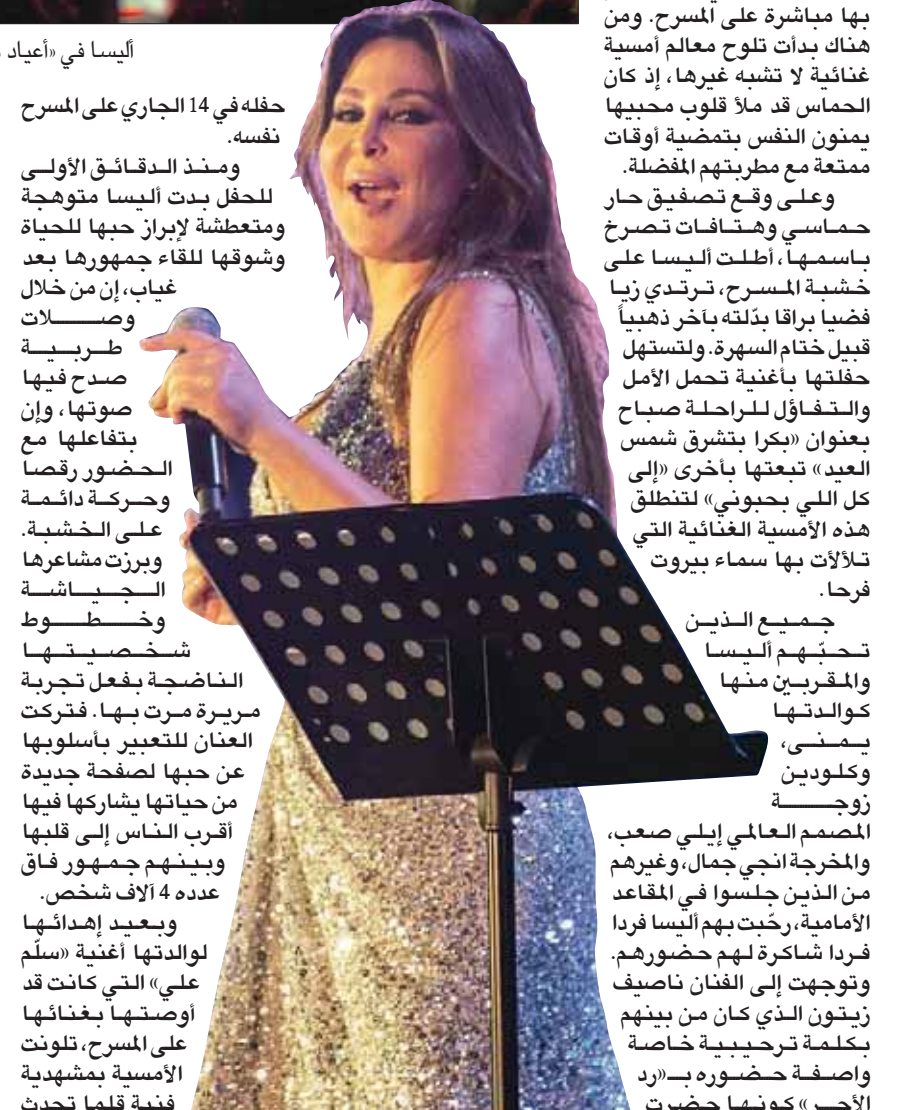 بها مباشرة على المسرح. ومن
هناك بدأت تلوح معالم أمسية
غنائية لا تشبه غيرها، إذ كان
الحماس قد ملأ قلوب محبيها
يمنون النفس بتمضية أوقات
ممتعة مع مطربتهم المفضلة.
وعلى وقع تصفيق حار
حماسي وهتافات تصرخ
باسمها، أطلت أليسا على
خشبة المسرح، ترتدي زيا
فضيا براقا بدّلته بآخر ذهبياً
قبيل ختام السهرة. ولتستهل
حفلتها بأغنية تحمل الأمل
والتفاؤل للراحلة صباح
بعنوان «بكرا بتشرق شمس
العيد» تبعتها بأخرى «إلى
كل اللي بحبوني» لتنطلق
هذه الأمسية الغنائية التي
تلألأت بها سماء بيروت
فرحا.
جميع الذين
تحبّهم أليسا
والمقربين منها
كوالدتها
يمنى،
وكلودين
زوجة
المصمم العالمي إيلي صعب،
والمخرجة انجي جمال، وغيرهم
من الذين جلسوا في المقاعد
الأمامية، رحّبت بهم أليسا فردا
فردا شاكرة لهم حضورهم.
وتوجهت إلى الفنان ناصيف
زيتون الذي كان من بينهم
بكلمة ترحيبية خاصة
واصفة حضوره بـ«رد
الأجر» كونها حضرت
أليسا في «أعياد
حفله في 14 الجاري على المسرح
نفسه.
ومنذ الدقائق الأولى
للحفل بدت أليسا متوهجة
ومتعطشة لإبراز حبها للحياة
وشوقها للقاء جمهورها بعد
غياب، إن من خلال
وصلات
طربية
صدح فيها
صوتها، وإن
بتفاعلها مع
الحضور رقصا
وحركة دائمة
على الخشبة.
وبرزت مشاعرها
الجياشة
وخطوط
شخصيتها
الناضجة بفعل تجربة
مريرة مرت بها. فتركت
العنان للتعبير بأسلوبها
عن حبها لصفحة جديدة
من حياتها يشاركها فيها
أقرب الناس إلى قلبها
وبينهم جمهور فاق
عدده 4 آلاف شخص.
وبعيد إهدائها
لوالدتها أغنية «سلّم
علي» التي كانت قد
أوصتها بغنائها
على المسرح، تلونت
الأمسية بمشهدية
فنية قلما تحدث